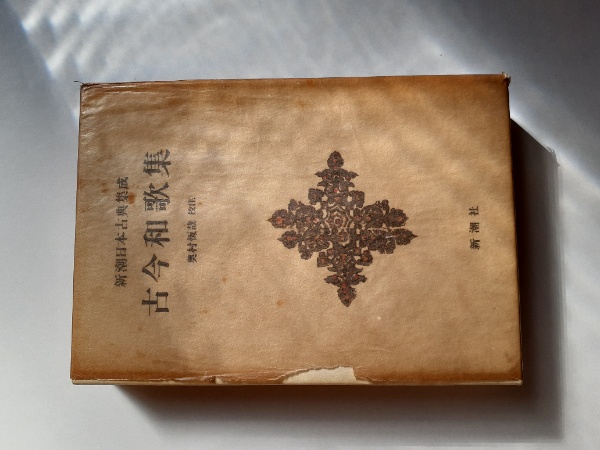 新潮日本古典集成
古今和歌集
奥村恆哉 校注
新潮社